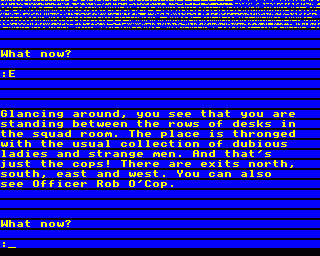 What now?
:E
Glancing around, you see that you are
standing between the rows of desks in
the squad room. The place is thronged
with the usual collection of dubious
ladies and strange men. And that's
just the cops! There are exits north,
south, east and west. You can also
see Officer Rob O'Cop.
What now?
:_